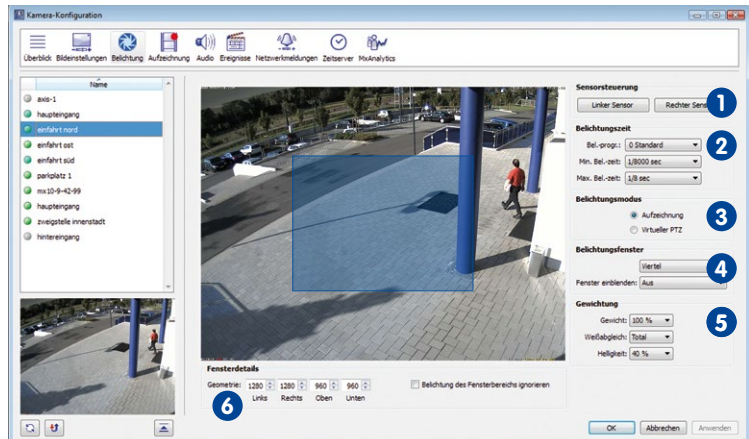 Kamera-Konfiguration
Überblick Bildeinstellungen Belichtung Aufzeichnung Audio Ereignisse Netzwerkmeldungen Zeitserver MxAnalytics
Name
axis-1
haupteingang
einfahrt nord
einfahrt ost
einfahrt süd
parkplatz 1
mx10-9-42-99
haupteingang
zweigstelle innenstadt
hintereingang
Sensorsteuerung
Linker Sensor Rechter 1
Belichtungszeit
Bel.-progr.: 0 Standard 2
Min. Bel.-zeit: 1/8000 sec
Max. Bel.-zeit: 1/8 sec
Belichtungsmodus
Aufzeichnung 3
Virtueller PTZ
Belichtungsfenster
Viertel 4
Fenster einblenden: Aus
Gewichtung
Gewicht: 100 % 5
Weißabgleich: Total
Helligkeit: 40 %
Fensterdetails
Geometrie: 1280 1280 960 960 Belichtung des Fensterbereichs ignorieren
6 Links Rechts Oben Unten
OK Abbrechen Anwenden